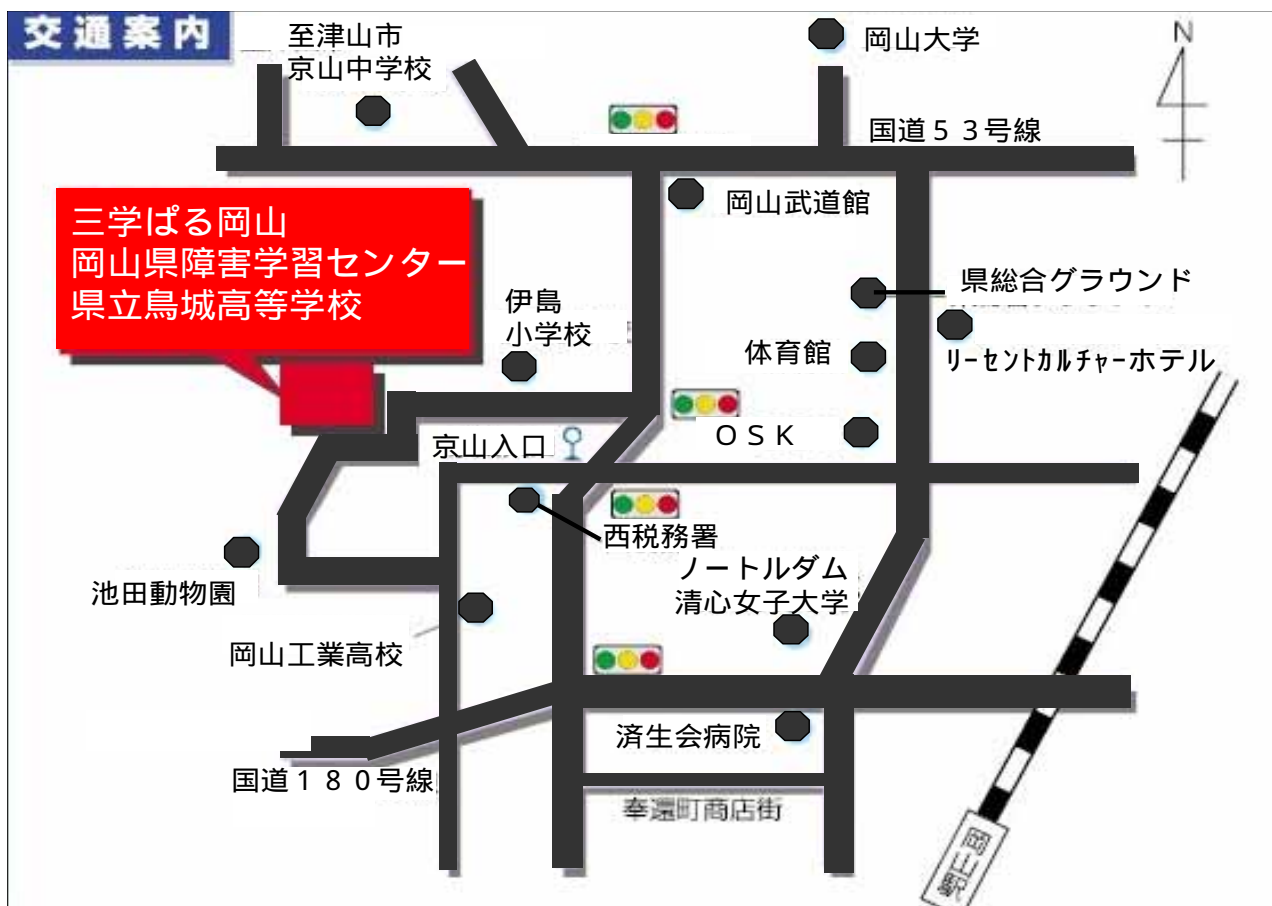 交通案内
至津山市
京山中学校
岡山大学
N
国道５３号線
三学ぱる岡山
岡山県障害学習センター
県立鳥城高等学校
岡山武道館
県総合グラウンド
伊島
小学校
体育館
リーセントカルチャーホテル
ＯＳＫ
京山入口
西税務署
ノートルダム
清心女子大学
池田動物園
岡山工業高校
済生会病院
国道１８０号線
奉還町商店街
岡山駅